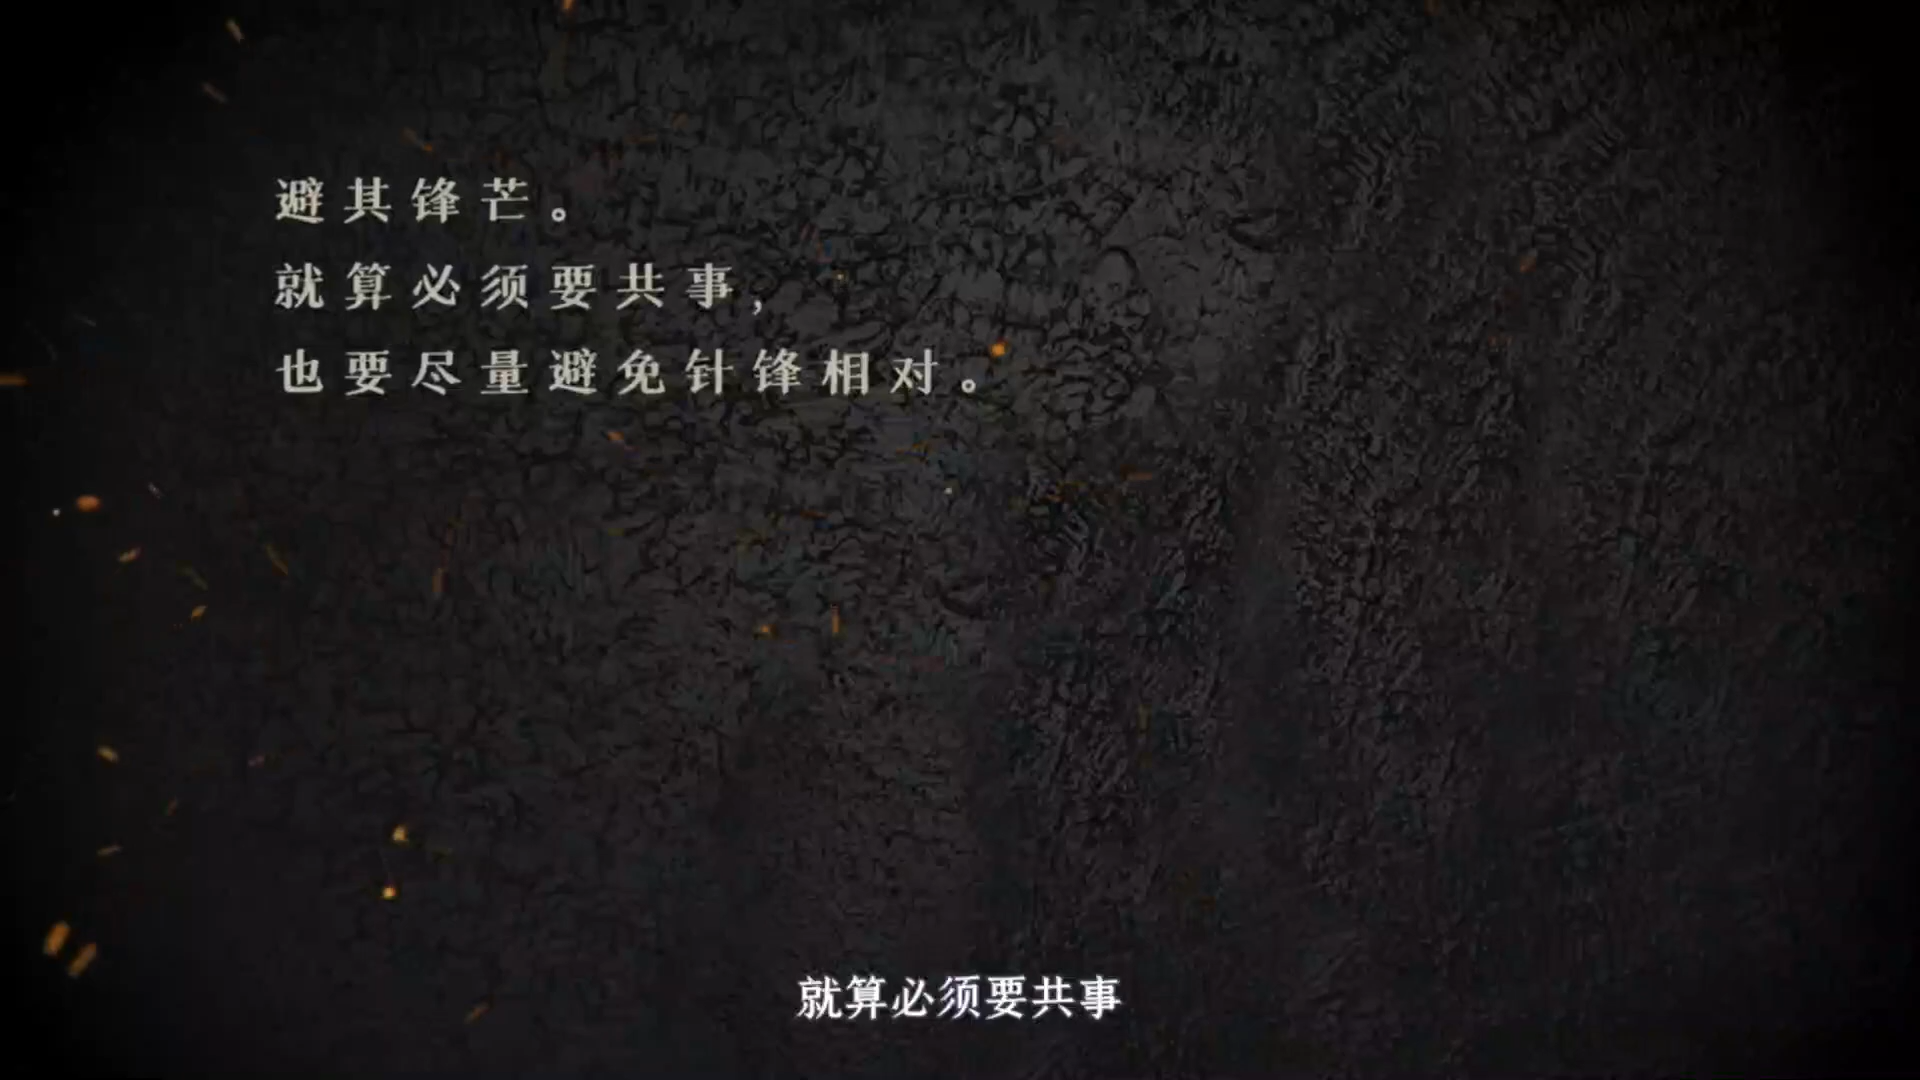 避其锋芒。
就算必须要共事，
也要尽量避免针锋相对。
就算必须要共事